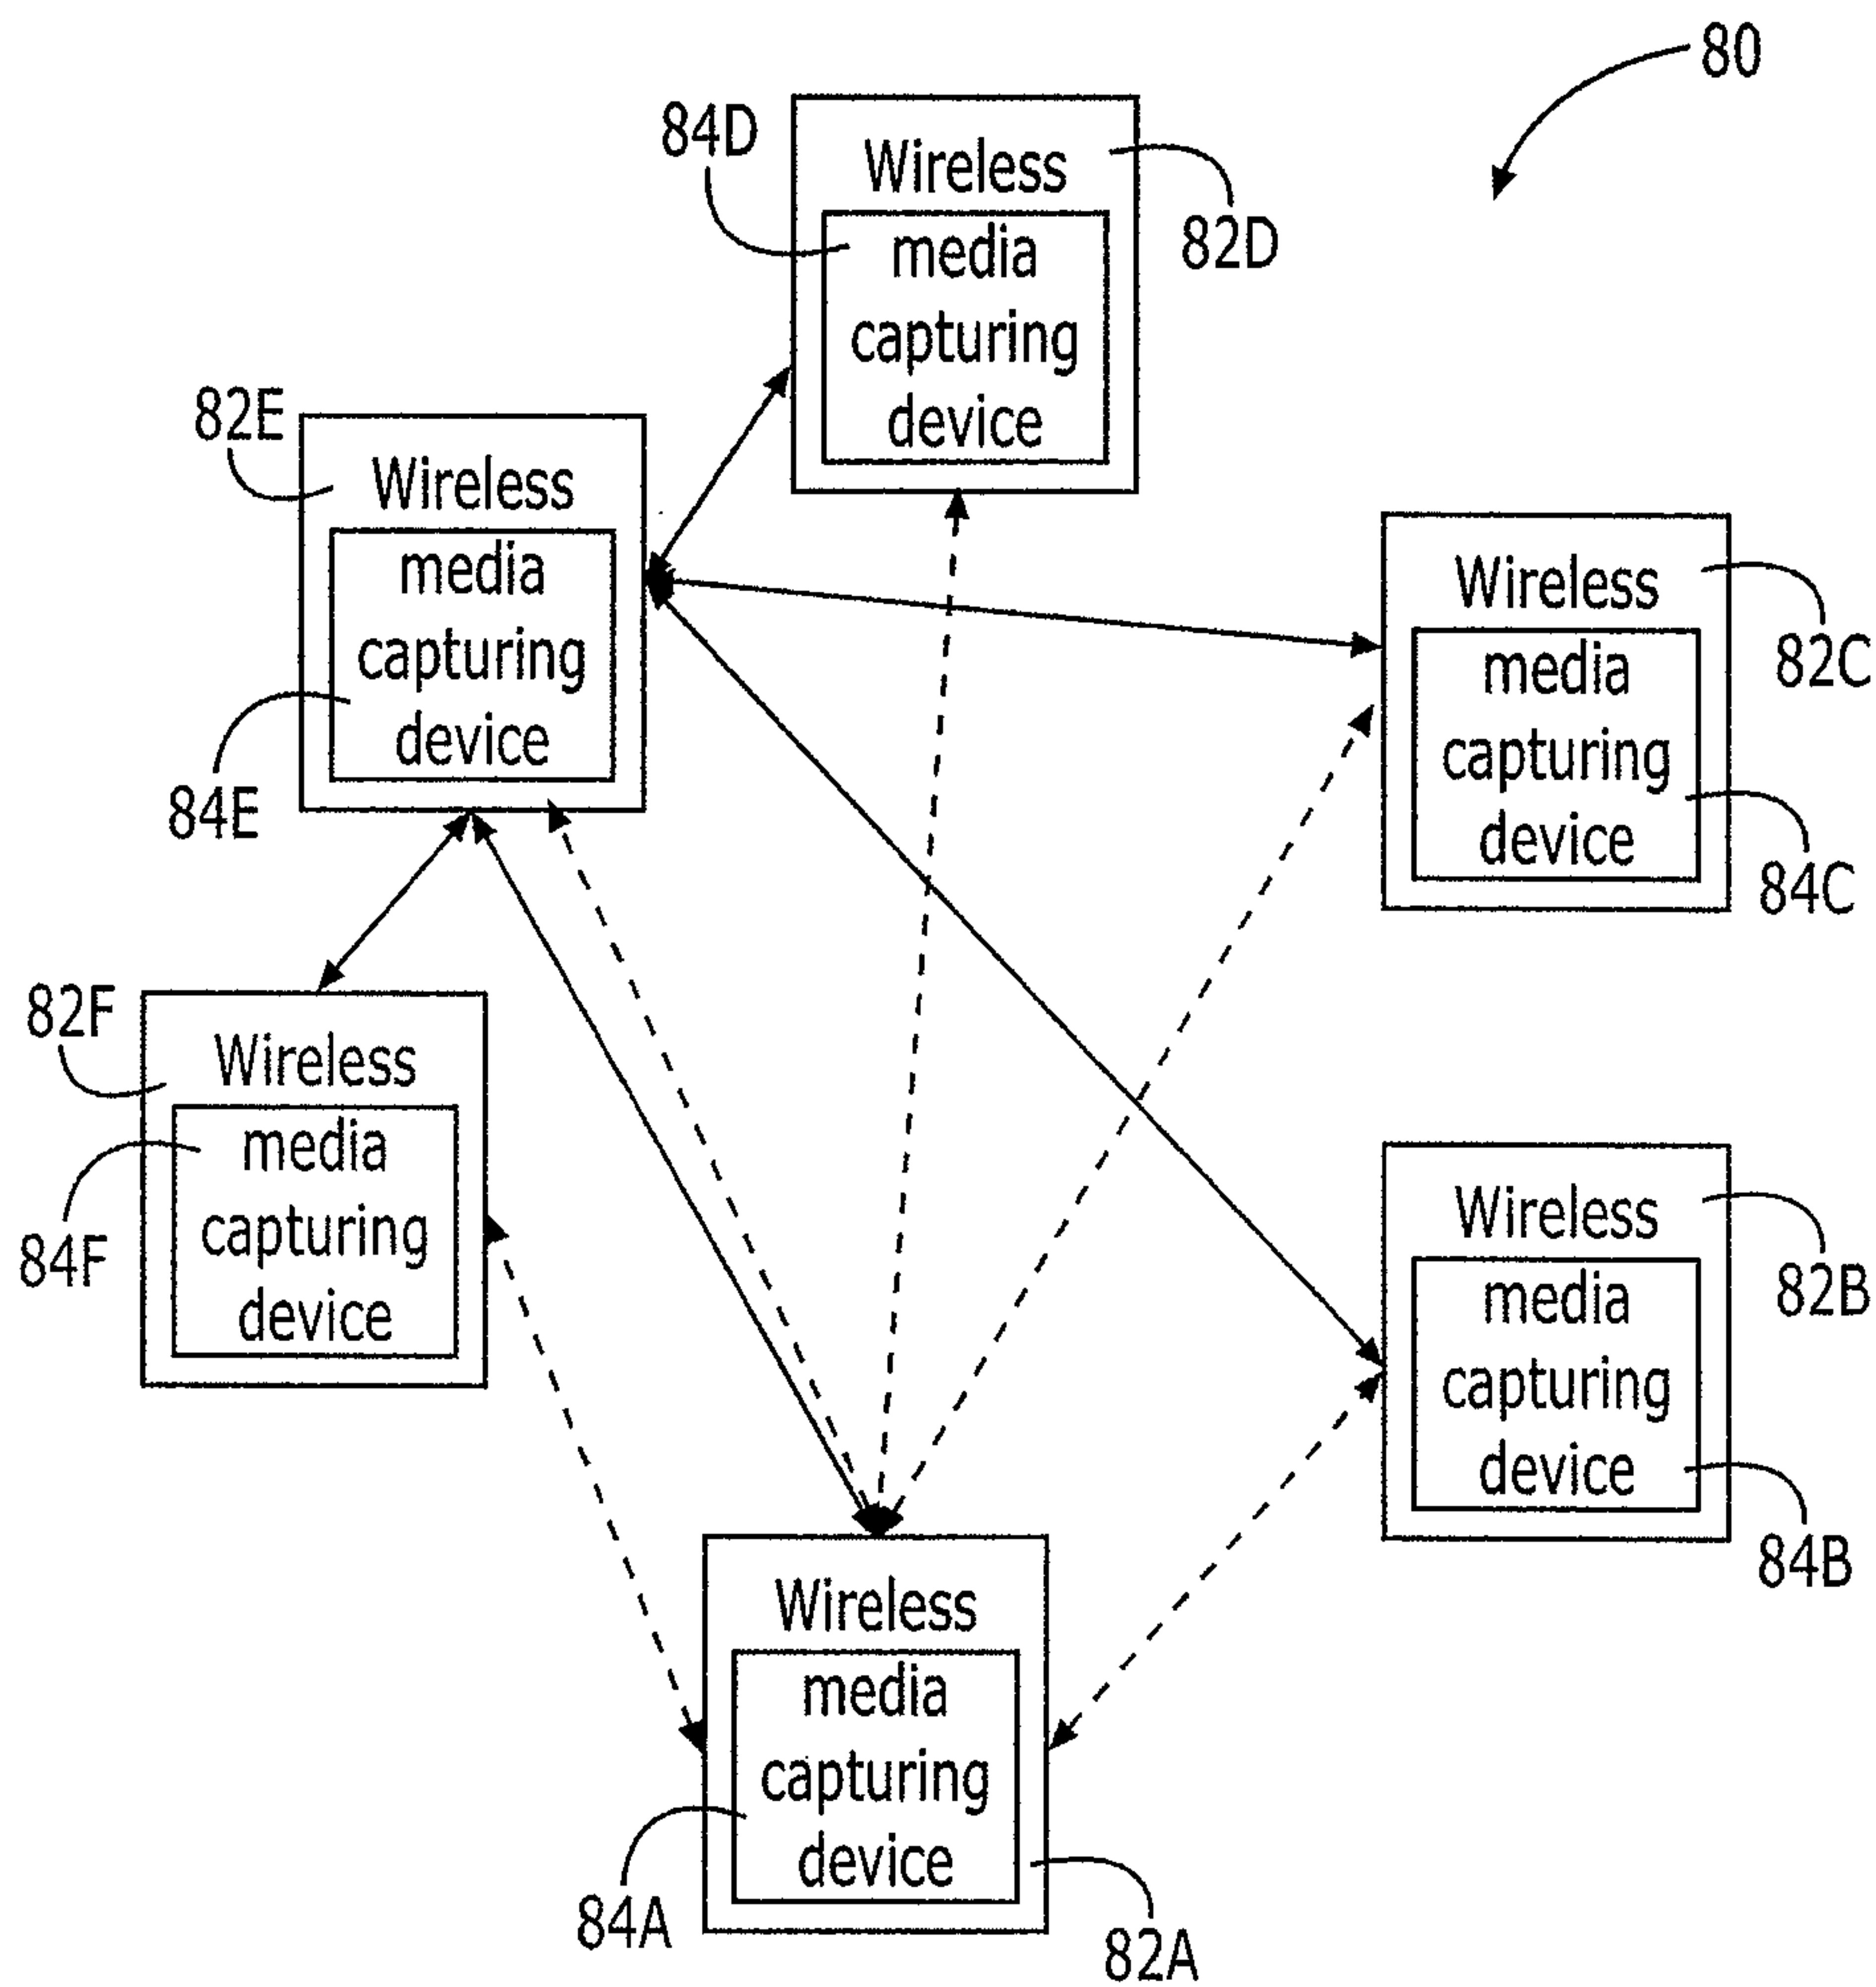 80
84D
Wireless
media
capturing
device
82D
82E
Wireless
media
capturing
device
84E
Wireless
media
capturing
device
82C
84C
82F
Wireless
media
capturing
device
84F
Wireless
media
capturing
device
82B
84B
Wireless
media
capturing
device
84A
82A